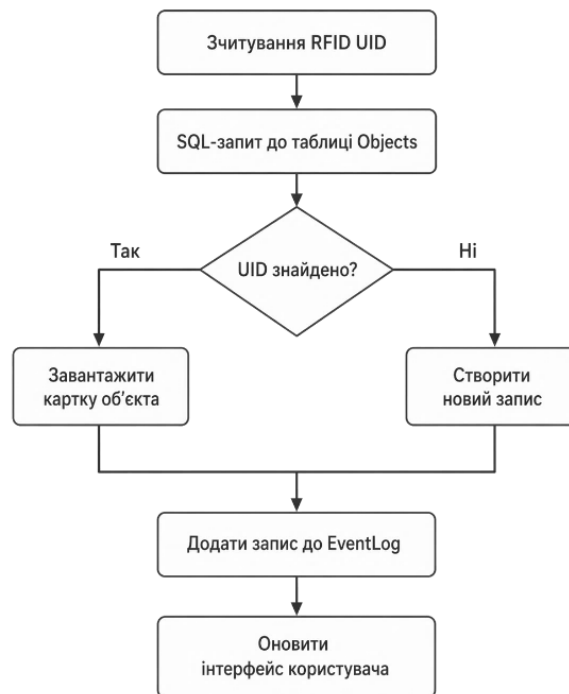 Зчитування RFID UID
SQL-запит до таблиці Objects
UID знайдено?
Так
Ні
Завантажити
картку об’єкта
Створити
новий запис
Додати запис до EventLog
Оновити
інтерфейс користувача